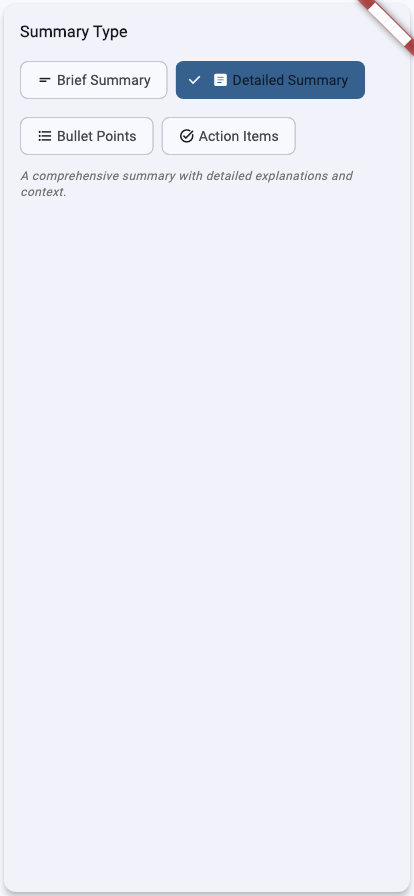 Summary Type
Brief Summary
Detailed Summary
Bullet Points
Action Items
A comprehensive summary with detailed explanations and
context.